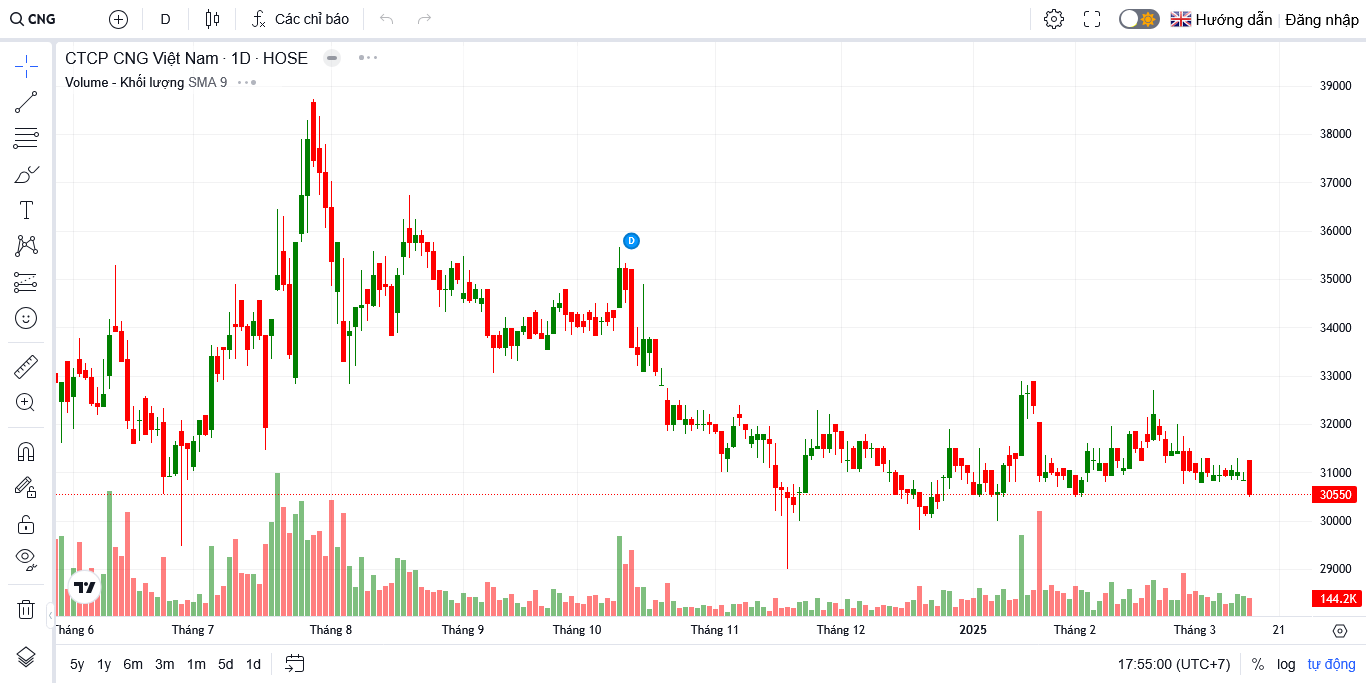 CNG D Các chỉ báo Hướng dẫn Đăng nhập
CTCP CNG Việt Nam · 1D · HOSE
Volume - Khối lượng SMA 9
39000
38000
37000
36000
D
35000
34000
33000
32000
31000
30550
30000
29000
144.2K
Tháng 6 Tháng 7 Tháng 8 Tháng 9 Tháng 10 Tháng 11 Tháng 12 2025 Tháng 2 Tháng 3 21
5y 1y 6m 3m 1m 5d 1d 17:55:00 (UTC+7) % log tự động